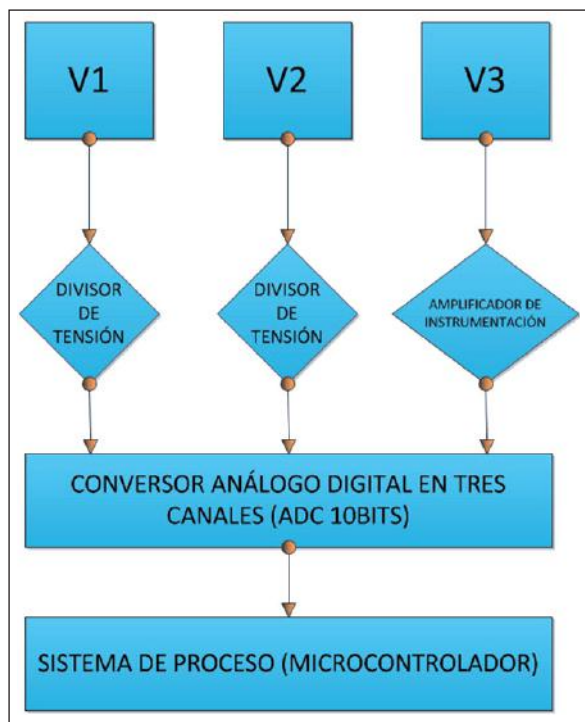 V1
V2
V3
DIVISOR
DE
TENSIÓN
DIVISOR
DE
TENSIÓN
AMPLIFICADOR DE
INSTRUMENTACIÓN
CONVERSOR ANÁLOGO DIGITAL EN TRES
CANALES (ADC 10BITS)
SISTEMA DE PROCESO (MICROCONTROLADOR)